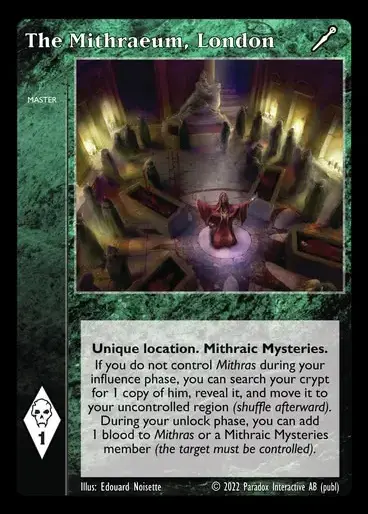 The Mithraeum, London
MASTER
Unique location. Mithraic Mysteries.
If you do not control Mithras during your
influence phase, you can search your crypt
for 1 copy of him, reveal it, and move it to
your uncontrolled region (shuffle afterward).
During your unlock phase, you can add
1 blood to Mithras or a Mithraic Mysteries
member (the target must be controlled).
1
Illus: Edouard Noisette © 2022 Paradox Interactive AB (publ)